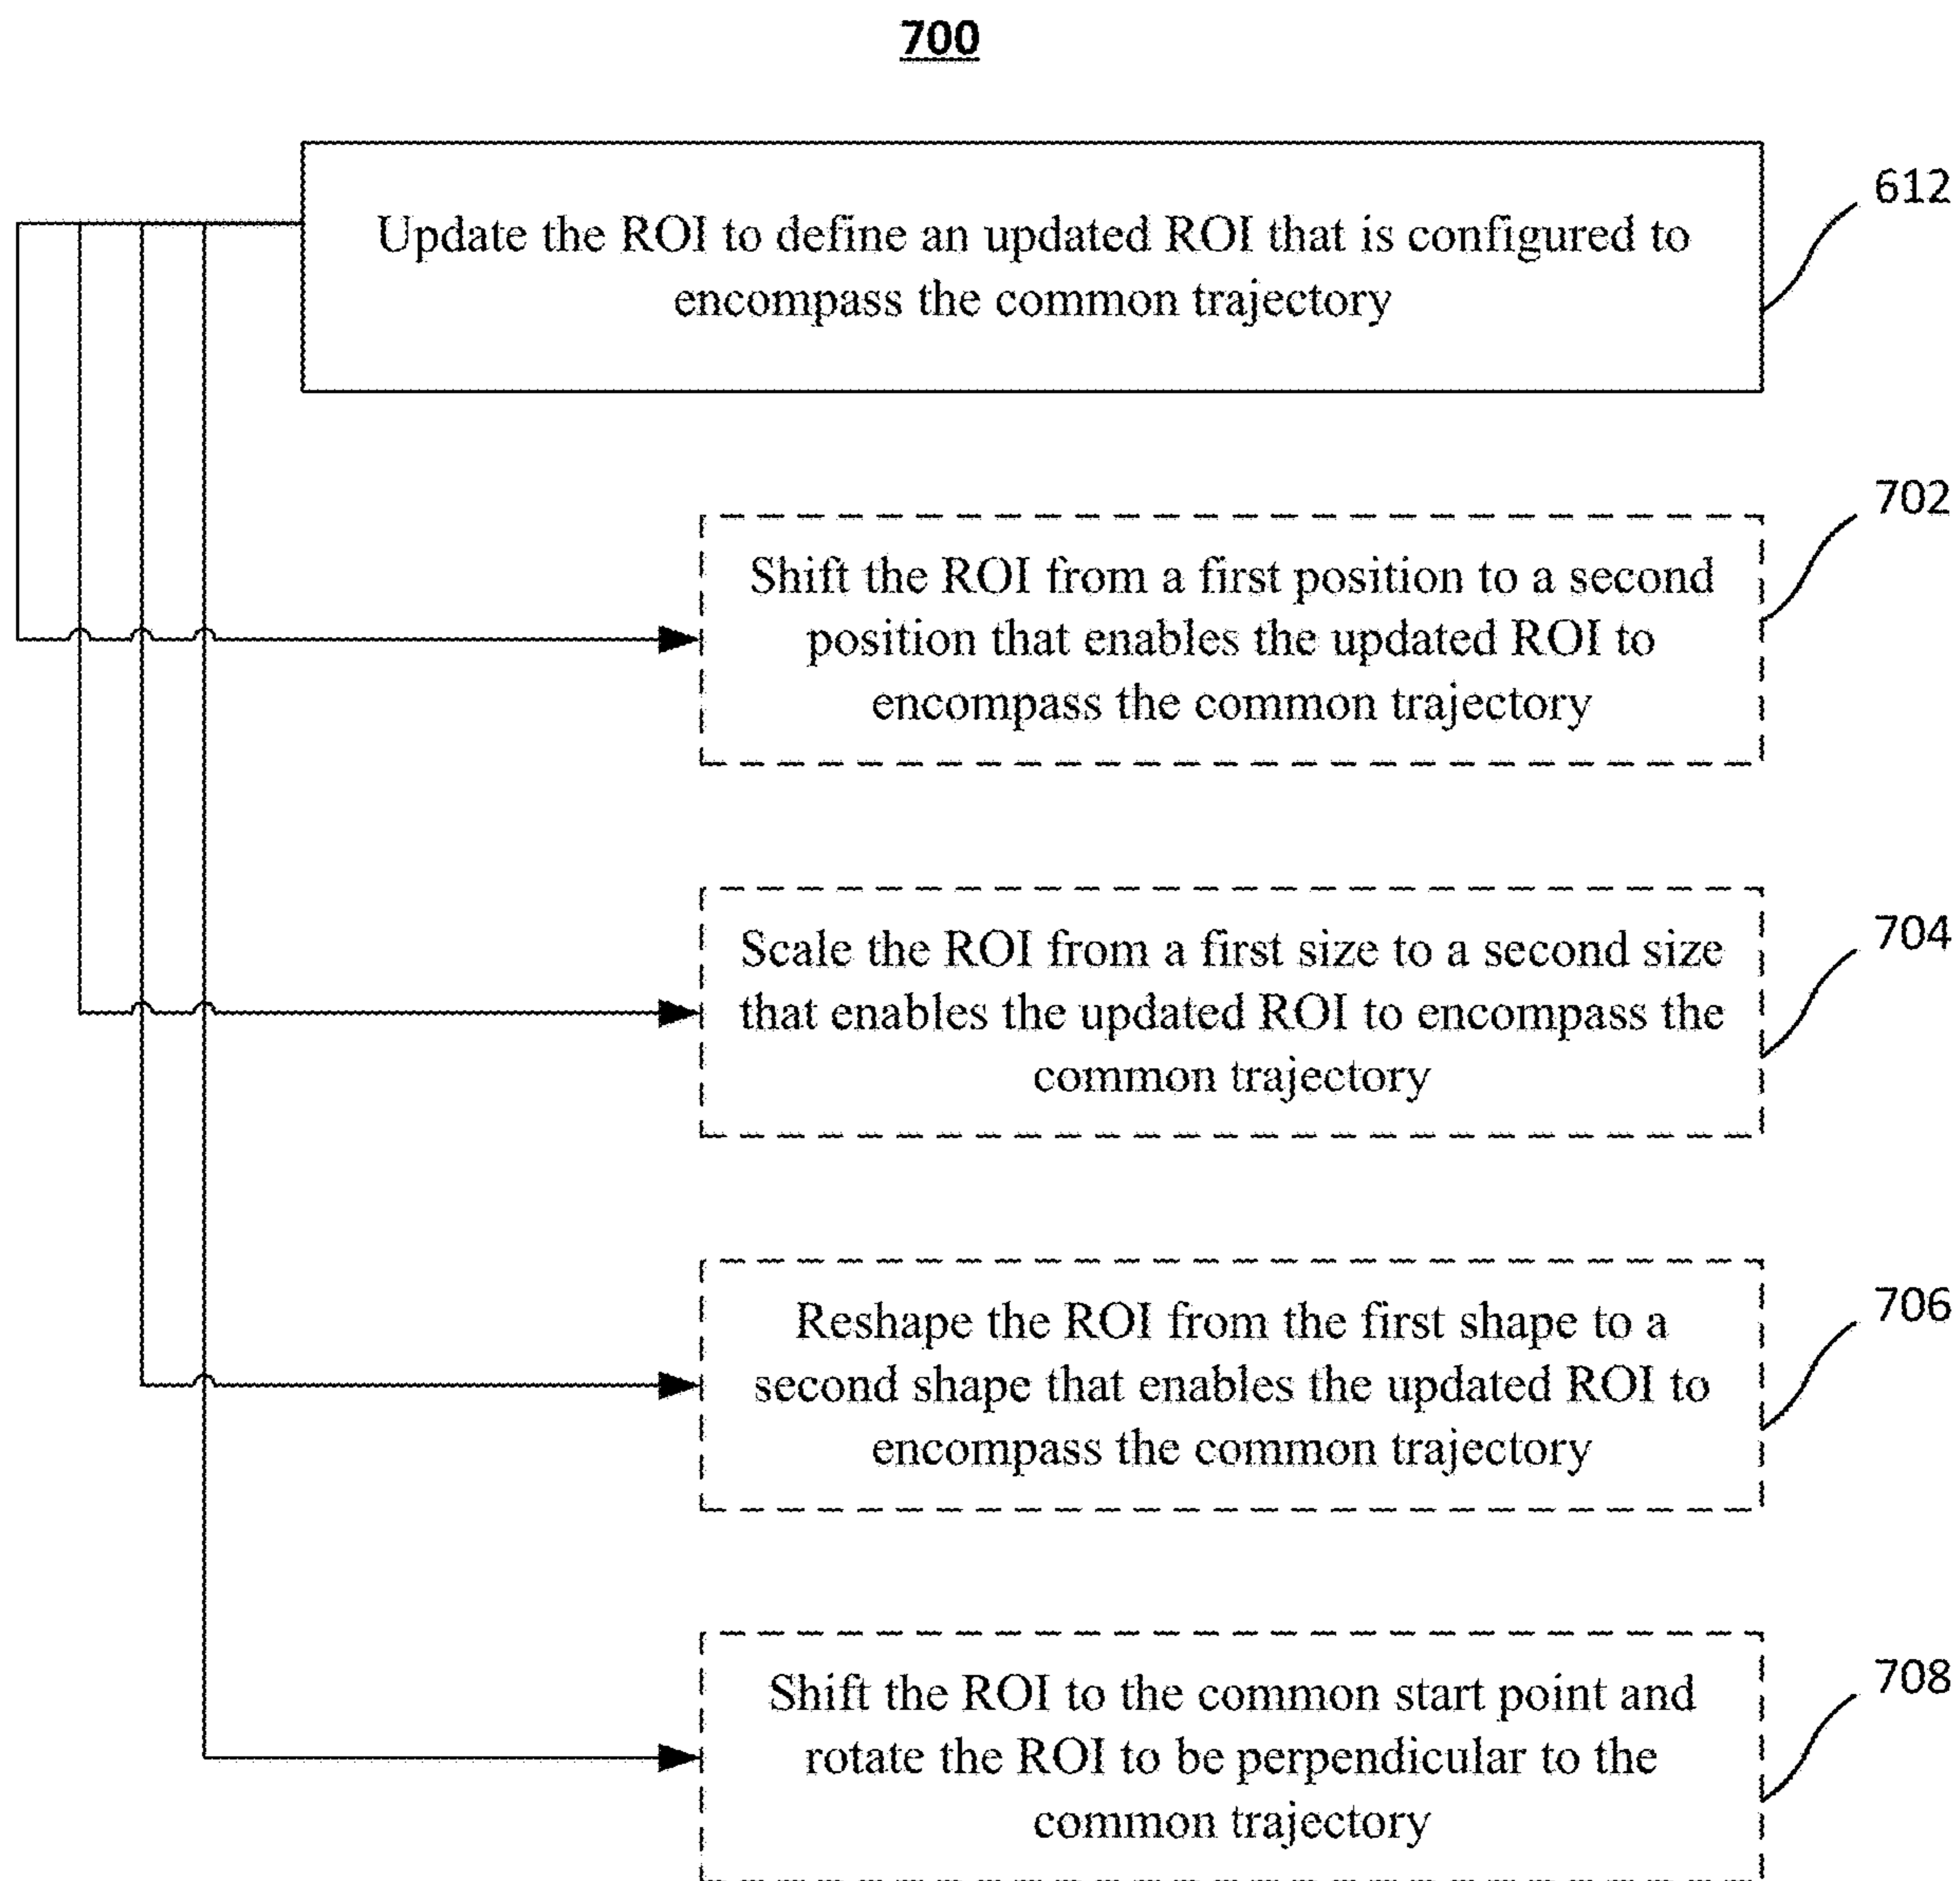 700
Update the ROI to define an updated ROI that is configured to
encompass the common trajectory
612
Shift the ROI from a first position to a second
position that enables the updated ROI to
encompass the common trajectory
702
Scale the ROI from a first size to a second size
that enables the updated ROI to encompass the
common trajectory
704
Reshape the ROI from the first shape to a
second shape that enables the updated ROI to
encompass the common trajectory
706
Shift the ROI to the common start point and
rotate the ROI to be perpendicular to the
common trajectory
708